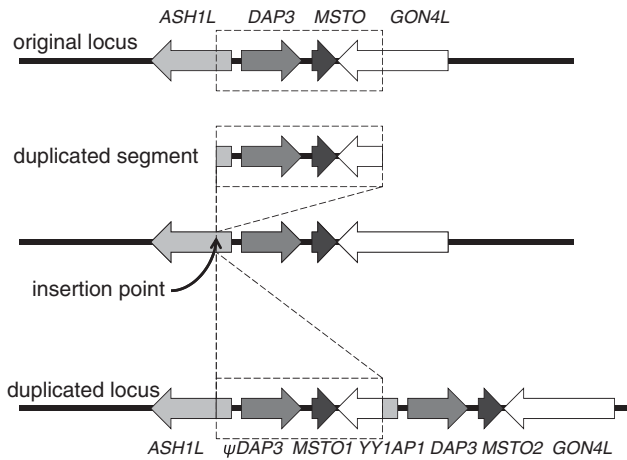 ASH1L DAP3 MSTO GON4L
original locus
duplicated segment
insertion point
duplicated locus
ASH1L ψDAP3 MSTO1 YY1AP1 DAP3 MSTO2 GON4L